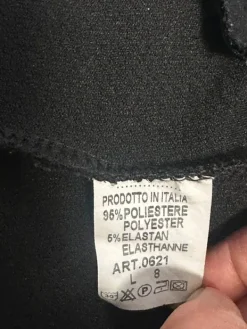 PRODOTTO IN ITALIA
95% POLIESTERE
POLYESTER
5% ELASTAN
ELASTHANNE
ART.0621
L 8
P